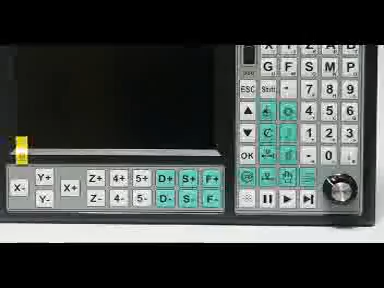 X Y Z A B
G F S M P
ESC Shift - 7 8 9
4 5 6
1 2 3
OK - 0
Y+ Z+ 4+ 5+ D+ S+ F+
X- X+
Y- Z- 4- 5- D- S- F-